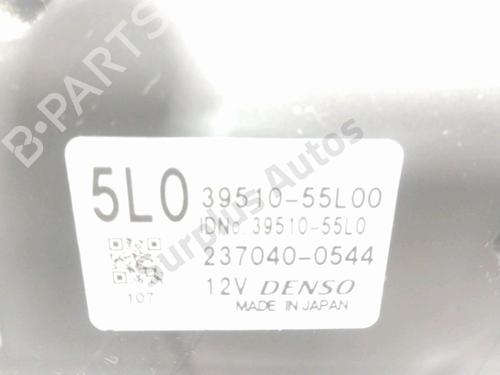 B-PARTS
Surplus Autos
5L0
39510-55L00
IDNo.39510-55L0
237040-0544
12V DENSO
107
MADE IN JAPAN